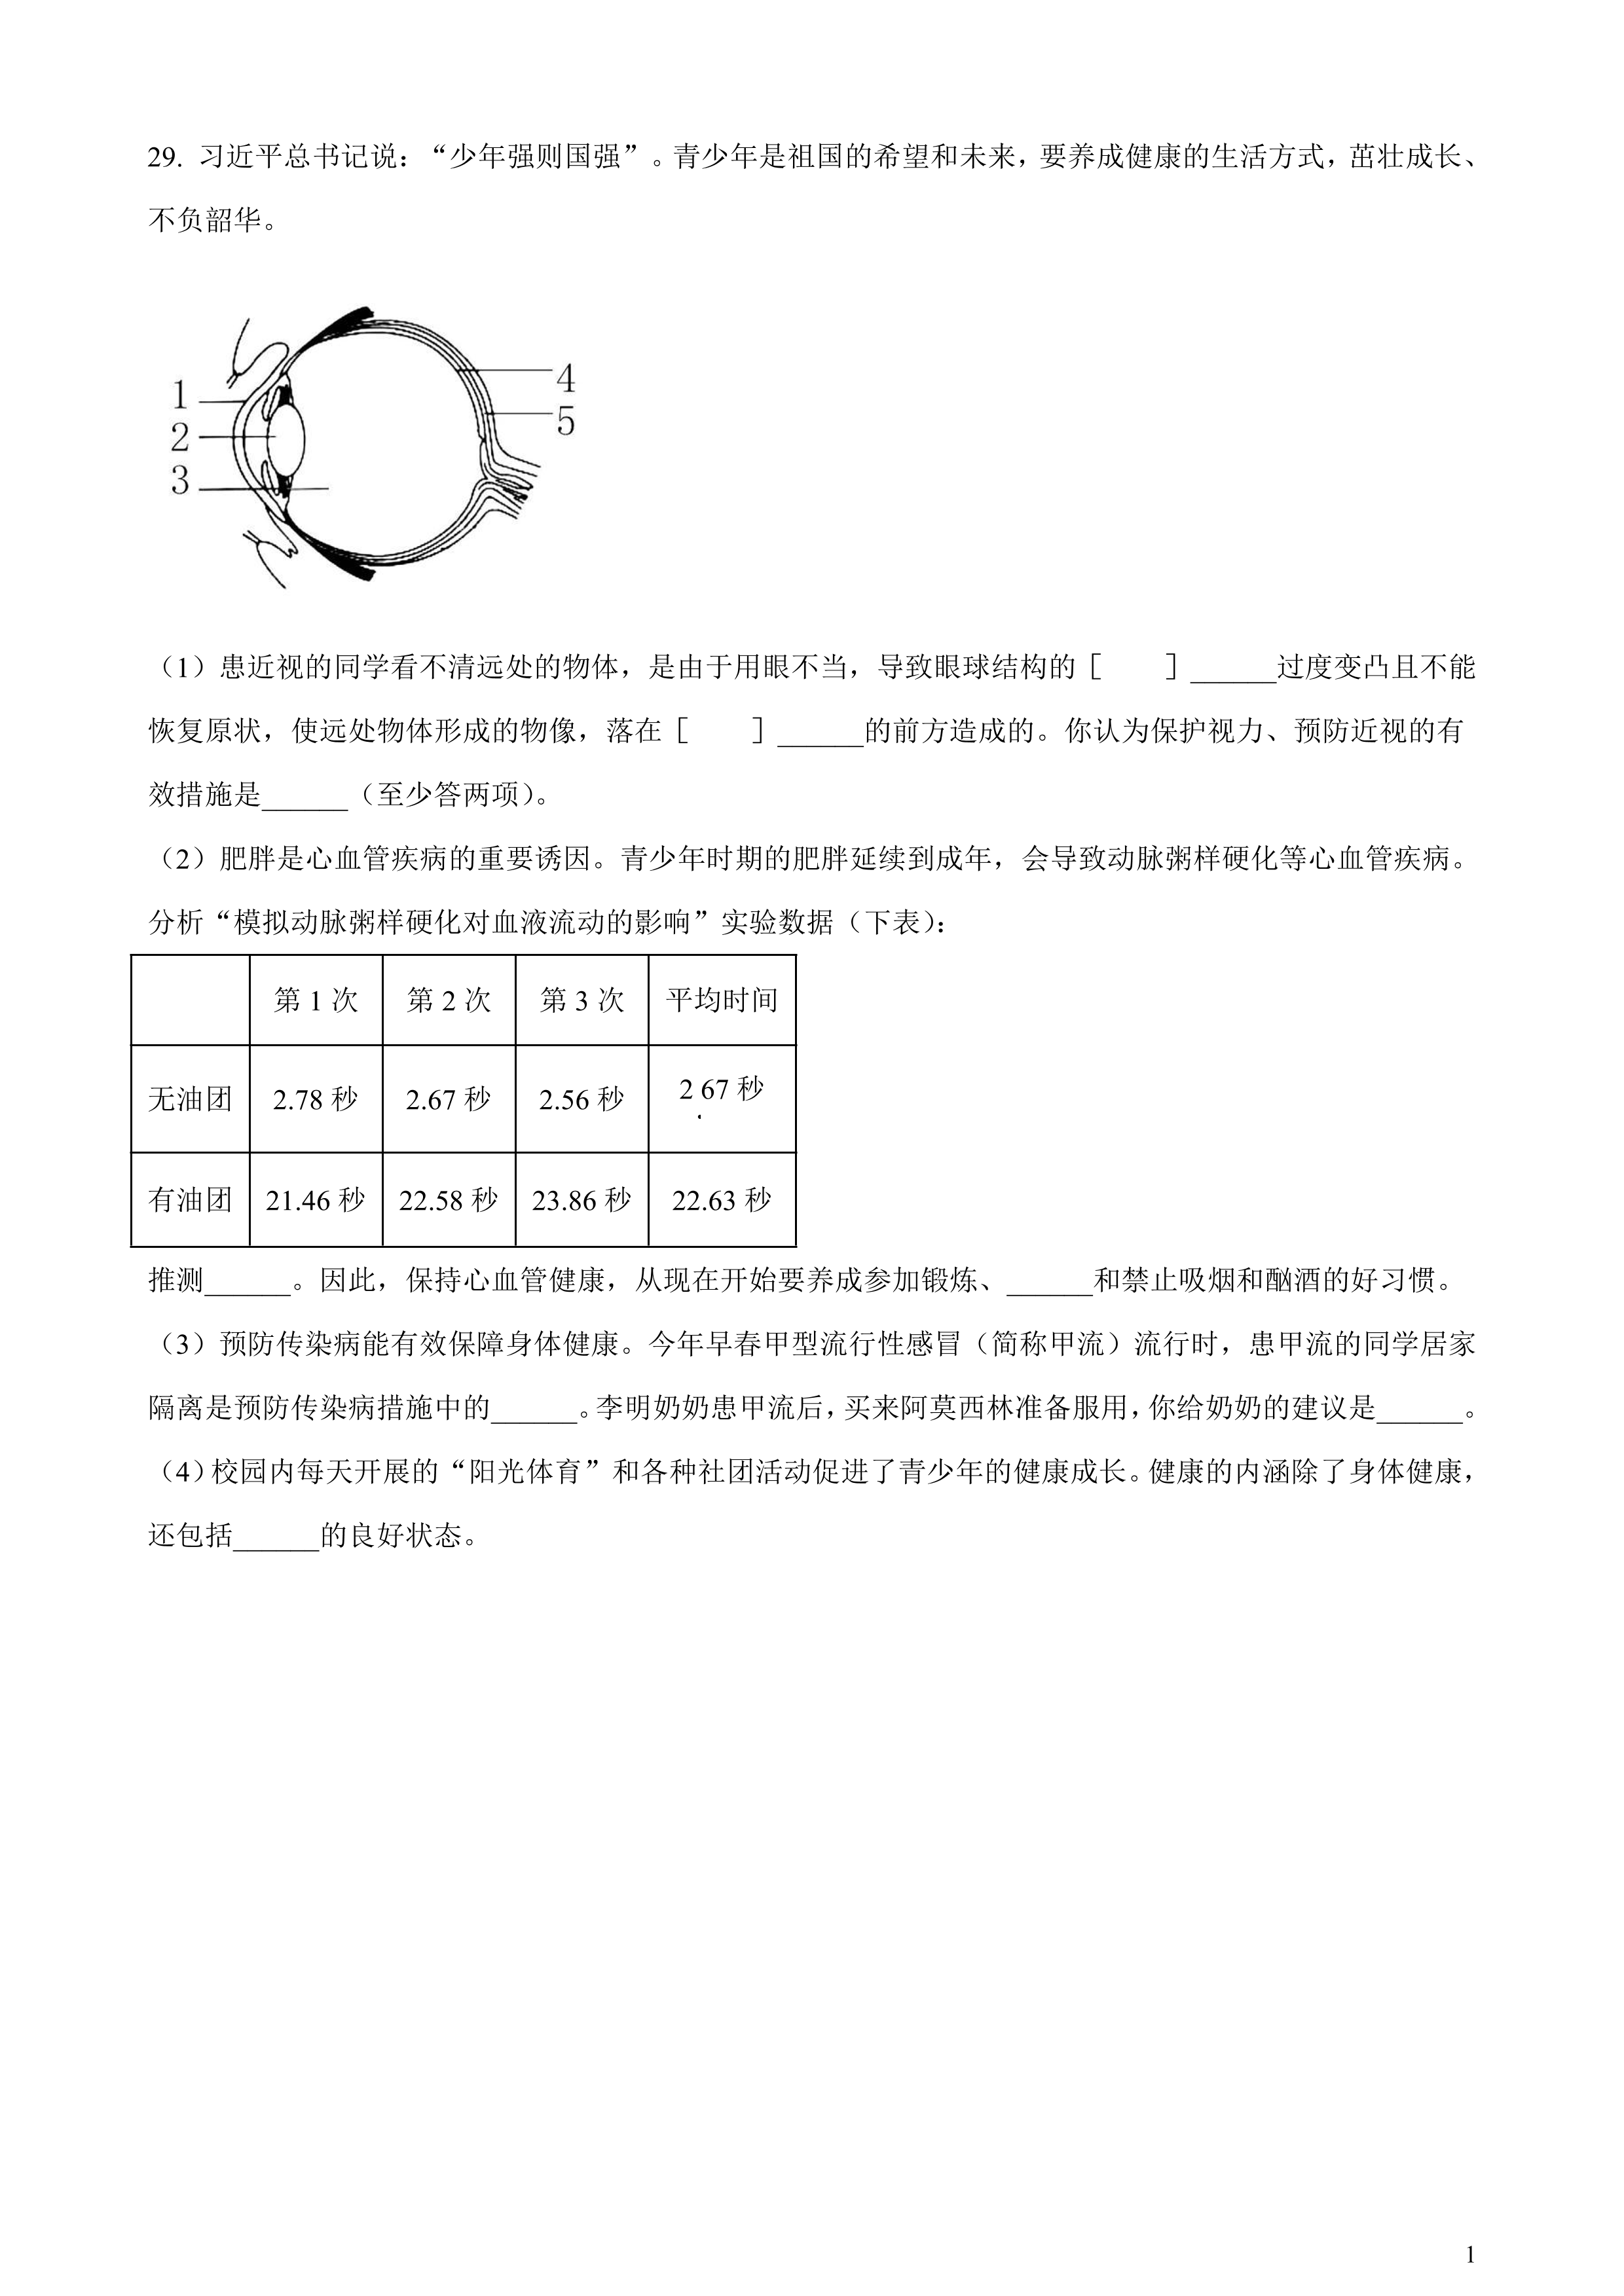 29. 习近平总书记说：“少年强则国强”。青少年是祖国的希望和未来，要养成健康的生活方式，茁壮成长、
不负韶华。
1
2
3
4
5
（1）患近视的同学看不清远处的物体，是由于用眼不当，导致眼球结构的［　　］______过度变凸且不能
恢复原状，使远处物体形成的物像，落在［　　］______的前方造成的。你认为保护视力、预防近视的有
效措施是______（至少答两项）。
（2）肥胖是心血管疾病的重要诱因。青少年时期的肥胖延续到成年，会导致动脉粥样硬化等心血管疾病。
分析“模拟动脉粥样硬化对血液流动的影响”实验数据（下表）：
第 1 次 第 2 次 第 3 次 平均时间
无油团 2.78 秒 2.67 秒 2.56 秒 2.67 秒
有油团 21.46 秒 22.58 秒 23.86 秒 22.63 秒
推测______。因此，保持心血管健康，从现在开始要养成参加锻炼、______和禁止吸烟和酗酒的好习惯。
（3）预防传染病能有效保障身体健康。今年早春甲型流行性感冒（简称甲流）流行时，患甲流的同学居家
隔离是预防传染病措施中的______。李明奶奶患甲流后，买来阿莫西林准备服用，你给奶奶的建议是______。
（4）校园内每天开展的“阳光体育”和各种社团活动促进了青少年的健康成长。健康的内涵除了身体健康，
还包括______的良好状态。
1